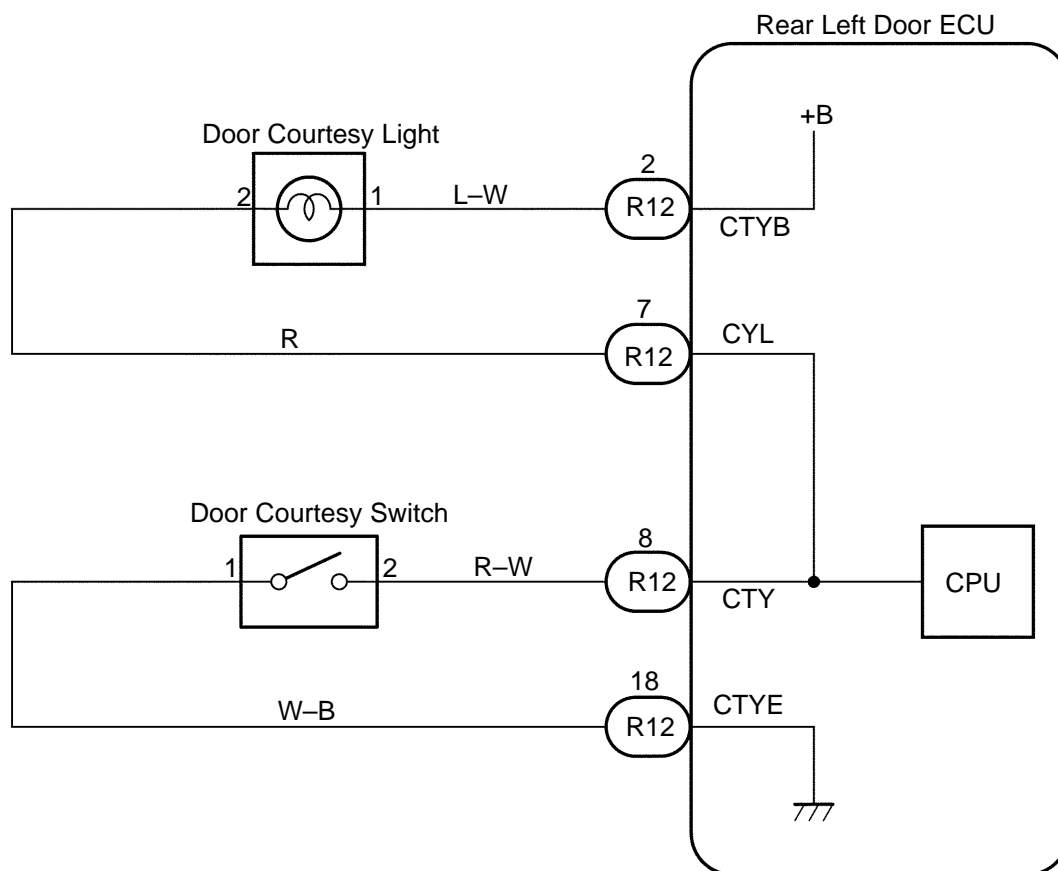 Rear Left Door ECU
+B
Door Courtesy Light
2
2 1 L–W R12
CTYB
7
R R12 CYL
Door Courtesy Switch
8
1 2 R–W R12 CTY CPU
18
W–B R12 CTYE